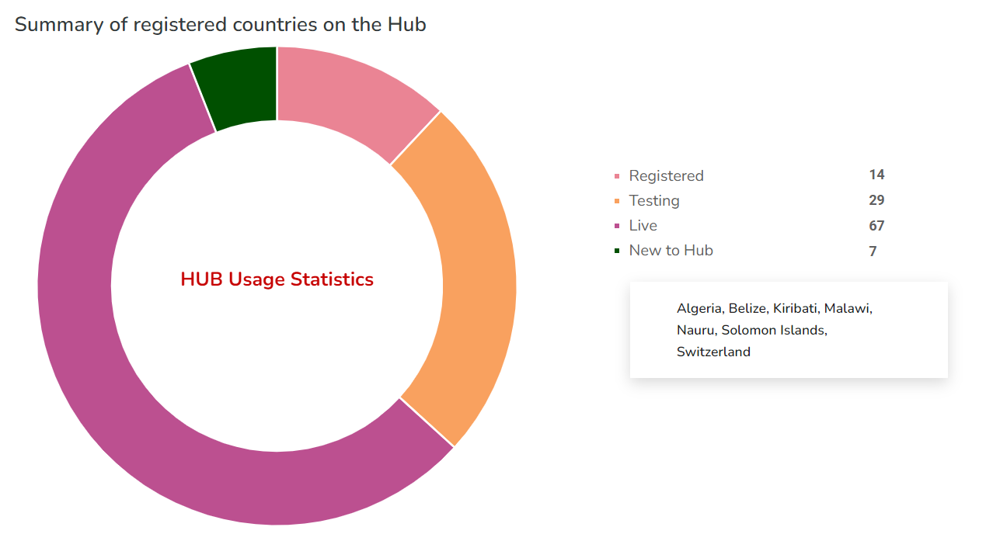 Summary of registered countries on the Hub
HUB Usage Statistics
Registered 14
Testing 29
Live 67
New to Hub 7
Algeria, Belize, Kiribati, Malawi,
Nauru, Solomon Islands,
Switzerland